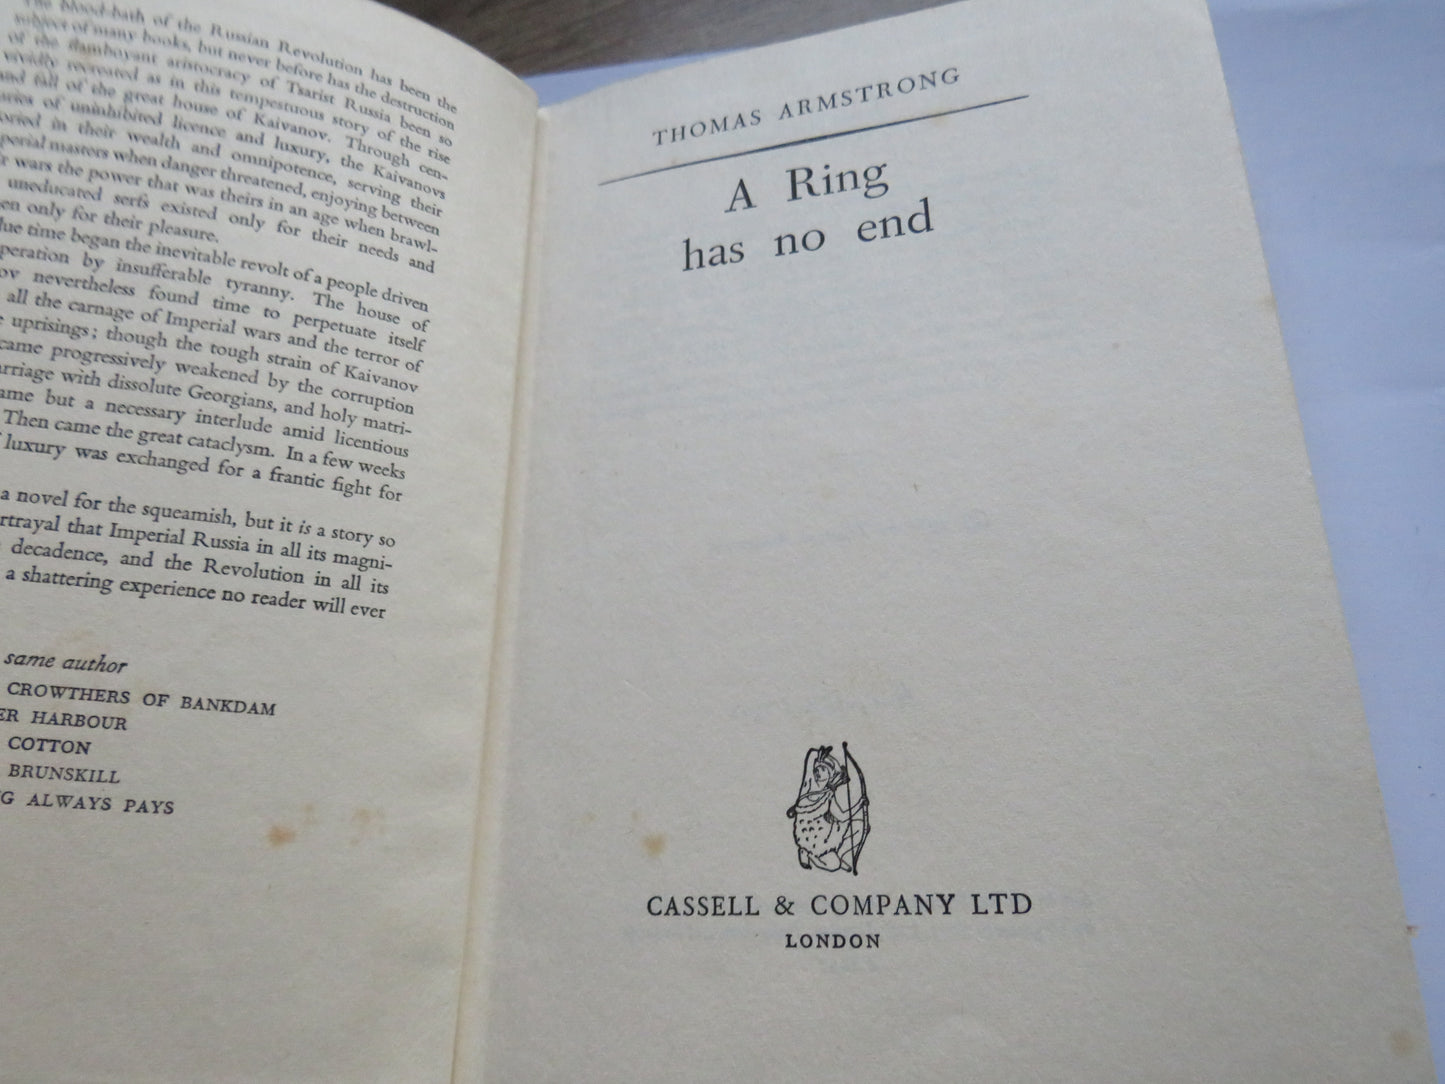 The blood-bath of the Russian Revolution has been the
subject of many books, but never before has the destruction
of the flamboyant aristocracy of Tsarist Russia been so
vividly recreated as in this tempestuous story of the rise
and fall of the great house of Kaivanov. Through cen-
of uninhibited licence and luxury, the Kaivanovs
in their wealth and omnipotence, serving their
masters when danger threatened, enjoying between
wars the power that was theirs in an age when brawl-
uneducated serfs existed only for their needs and
only for their pleasure.
time began the inevitable revolt of a people driven
by insufferable tyranny. The house of
nevertheless found time to perpetuate itself
all the carnage of Imperial wars and the terror of
uprisings; though the tough strain of Kaivanov
came progressively weakened by the corruption
with dissolute Georgians, and holy matri-
but a necessary interlude amid licentious
Then came the great cataclysm. In a few weeks
luxury was exchanged for a frantic fight for
a novel for the squeamish, but it is a story so
that Imperial Russia in all its magni-
decadence, and the Revolution in all its
a shattering experience no reader will ever
same author
CROWTHERS OF BANKDAM
HARBOUR
COTTON
BRUNSKILL
ALWAYS PAYS
THOMAS ARMSTRONG
A Ring
has no end
CASSELL & COMPANY LTD
LONDON